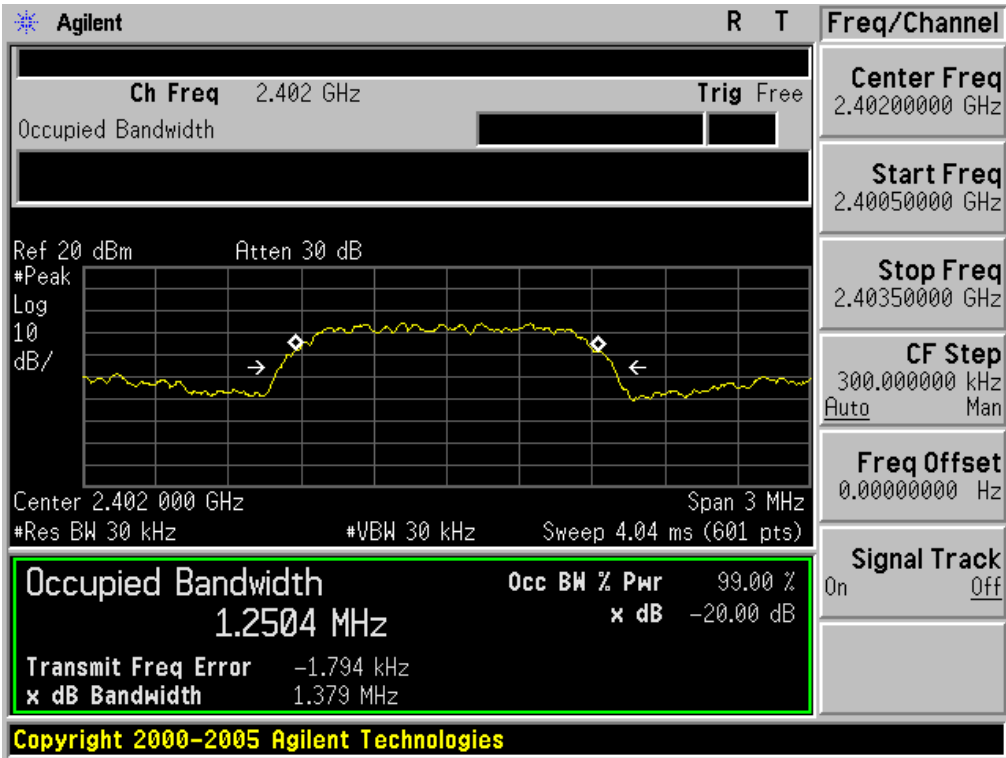 Agilent R T
Freq/Channel
Ch Freq 2.402 GHz Trig Free
Occupied Bandwidth
Center Freq
2.40200000 GHz
Start Freq
2.40050000 GHz
Stop Freq
2.40350000 GHz
CF Step
300.000000 kHz
Auto Man
Freq Offset
0.00000000 Hz
Signal Track
On Off
Ref 20 dBm Atten 30 dB
#Peak
Log
10
dB/
Center 2.402 000 GHz Span 3 MHz
#Res BW 30 kHz #VBW 30 kHz Sweep 4.04 ms (601 pts)
Occupied Bandwidth Occ BW % Pwr 99.00 %
1.2504 MHz x dB -20.00 dB
Transmit Freq Error -1.794 kHz
x dB Bandwidth 1.379 MHz
Copyright 2000-2005 Agilent Technologies